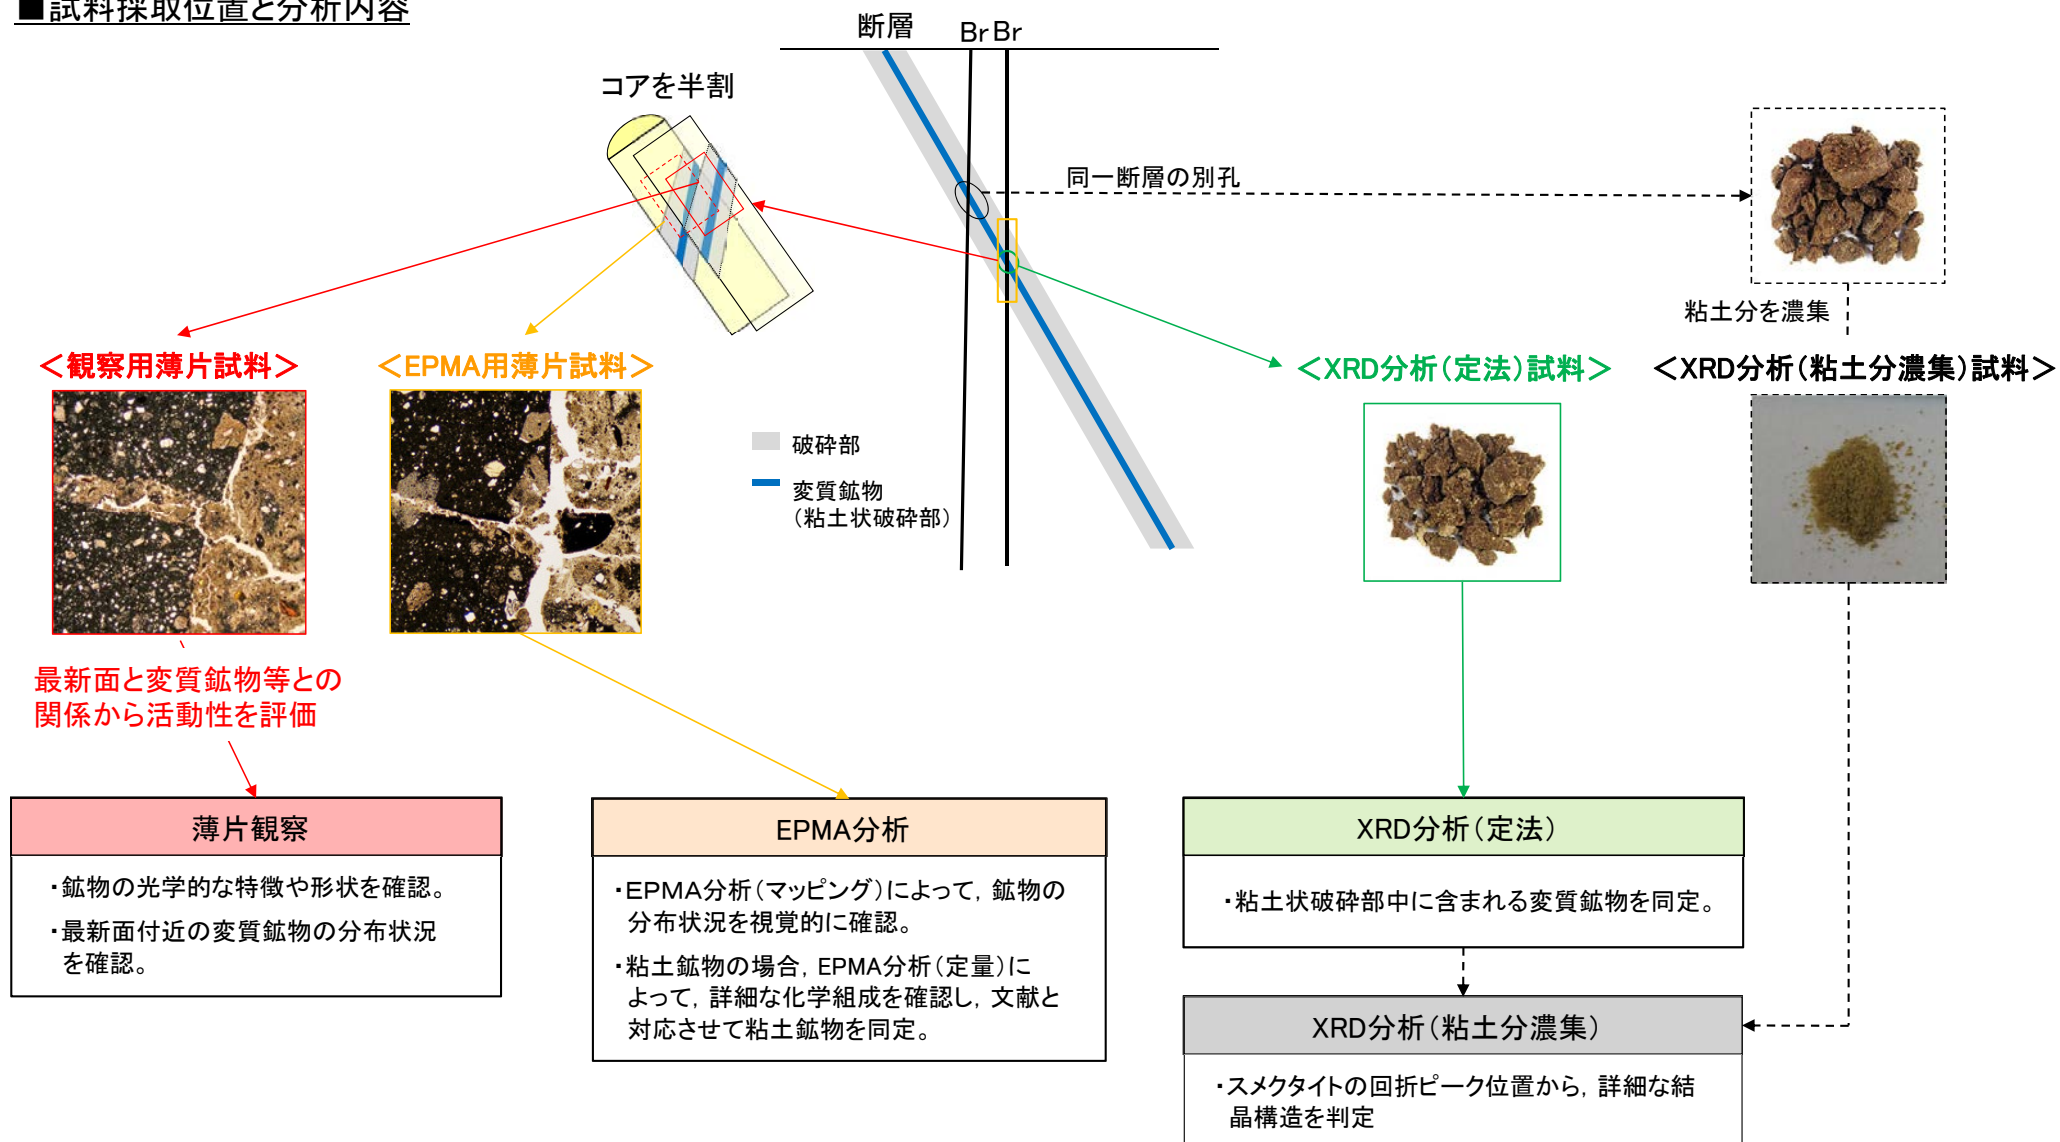 ■試料採取位置と分析内容
断層
Br Br
コアを半割
同一断層の別孔
粘土分を濃集
＜観察用薄片試料＞
＜EPMA用薄片試料＞
＜XRD分析（定法）試料＞
＜XRD分析（粘土分濃集）試料＞
破砕部
変質鉱物
（粘土状破砕部）
最新面と変質鉱物等との
関係から活動性を評価
薄片観察
・鉱物の光学的な特徴や形状を確認。
・最新面付近の変質鉱物の分布状況
を確認。
EPMA分析
・EPMA分析（マッピング）によって，鉱物の
分布状況を視覚的に確認。
・粘土鉱物の場合，EPMA分析（定量）に
よって，詳細な化学組成を確認し，文献と
対応させて粘土鉱物を同定。
XRD分析（定法）
・粘土状破砕部中に含まれる変質鉱物を同定。
XRD分析（粘土分濃集）
・スメクタイトの回折ピーク位置から，詳細な結
晶構造を判定